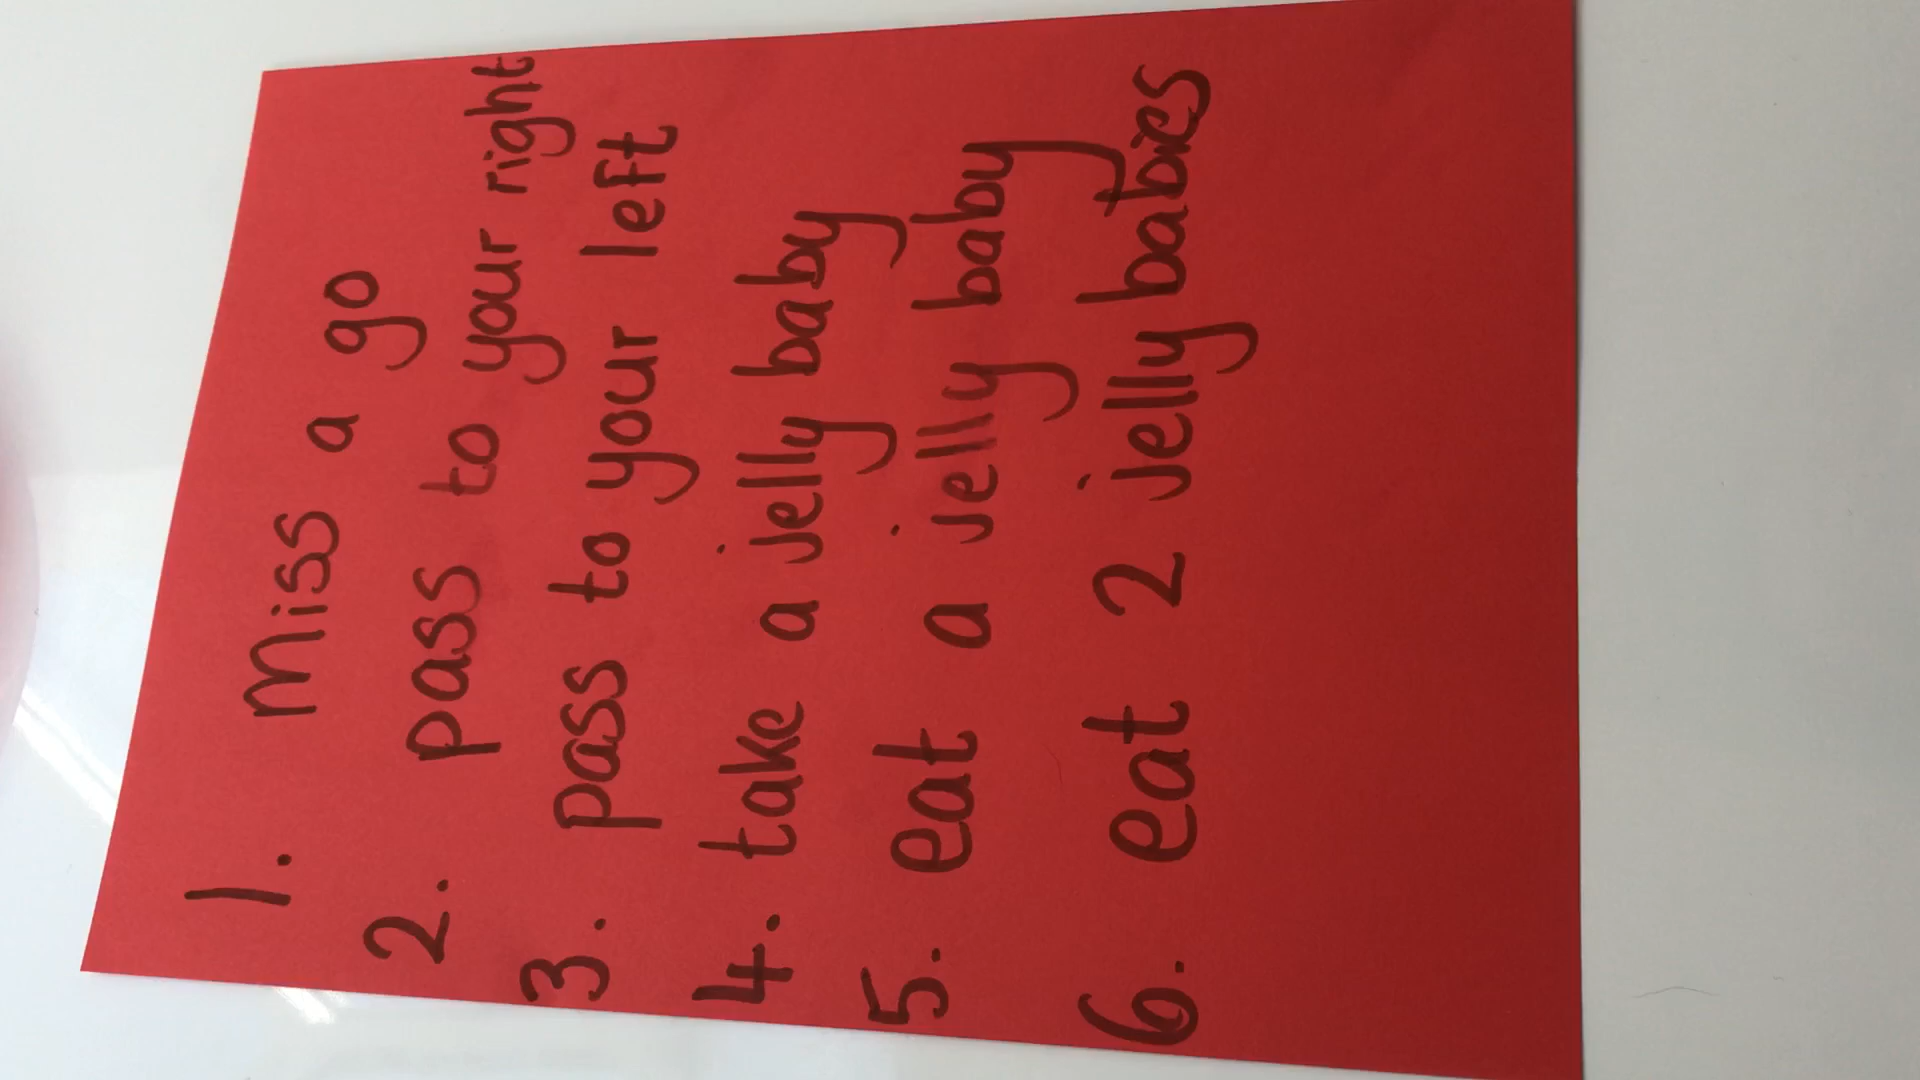 1. Miss a go
2. pass to your right
3. pass to your left
4. take a jelly baby
5. eat a jelly baby
6. eat 2 jelly babies